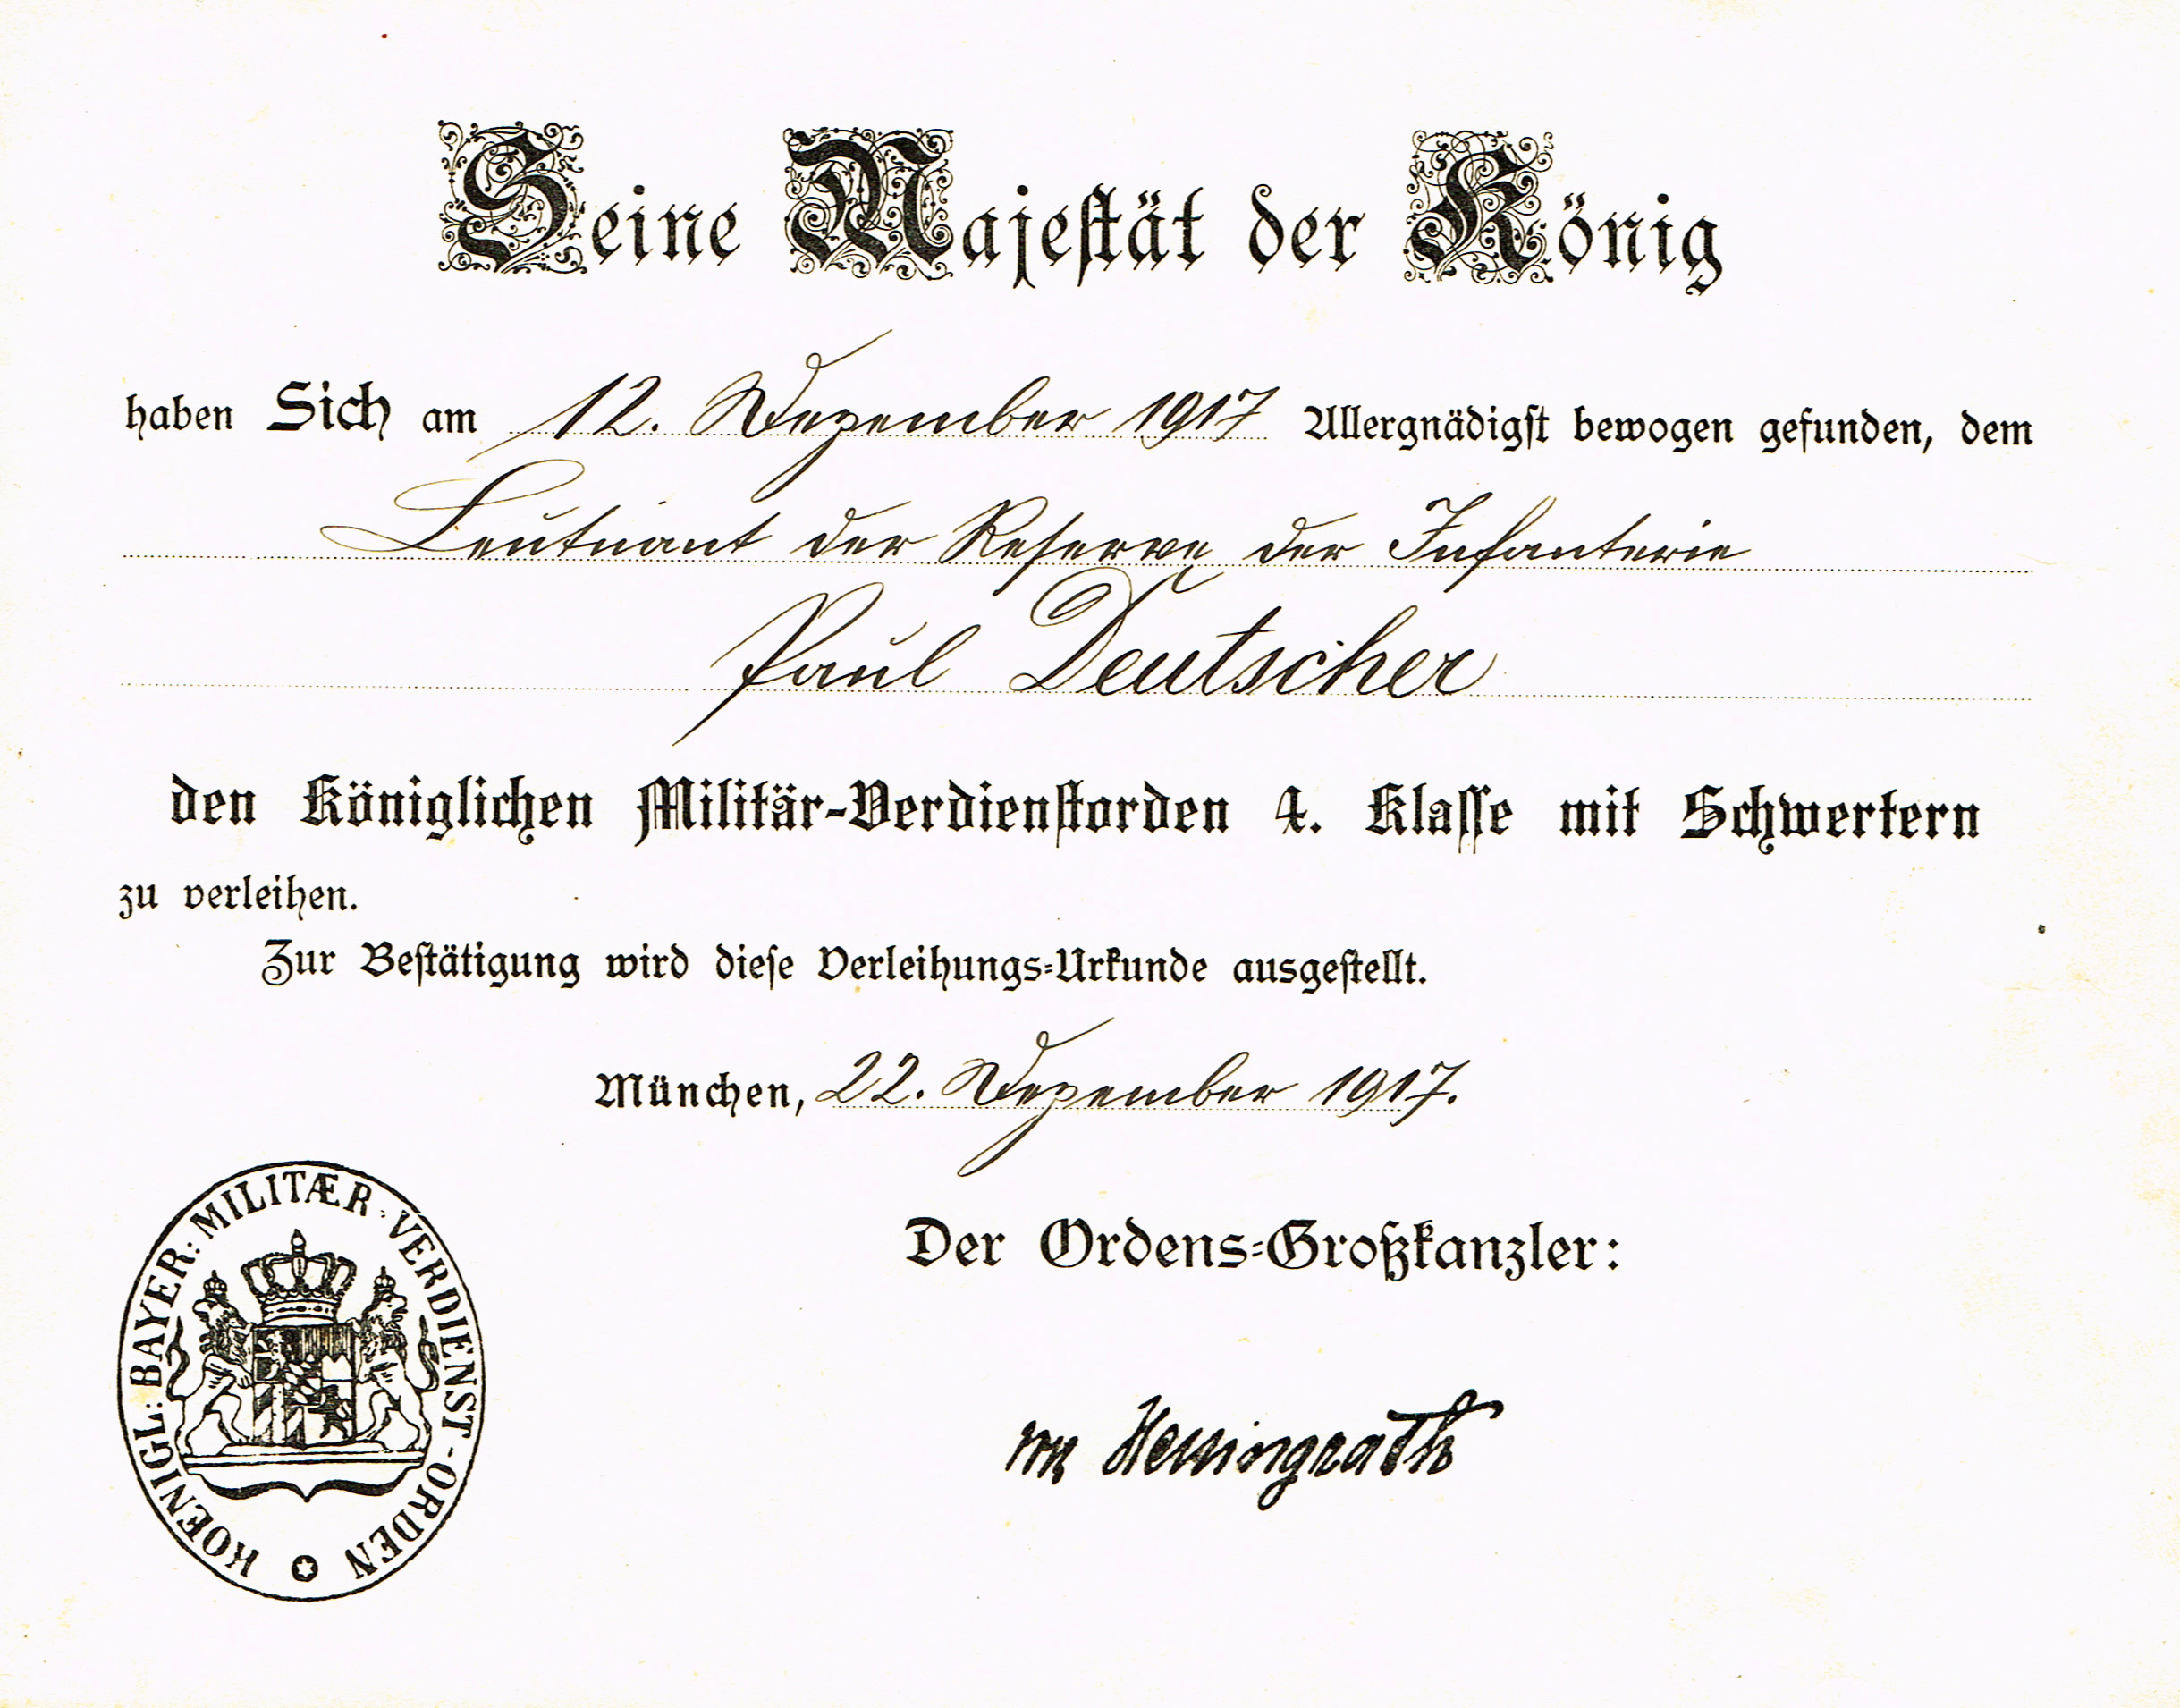 Seine Majestät der König
haben Sich am 12. Dezember 1917 Allergnädigst bewogen gefunden, dem
Leutnant der Reserve der Infanterie
Paul Deutscher
den Königlichen Militär-Verdienstorden 4. Klasse mit Schwertern
zu verleihen.
Zur Bestätigung wird diese Verleihungs-Urkunde ausgestellt.
München, 22. Dezember 1917.
Der Ordens-Großkanzler:
KOENIGL: BAYER: MILITÆR-VERDIENST-ORDEN